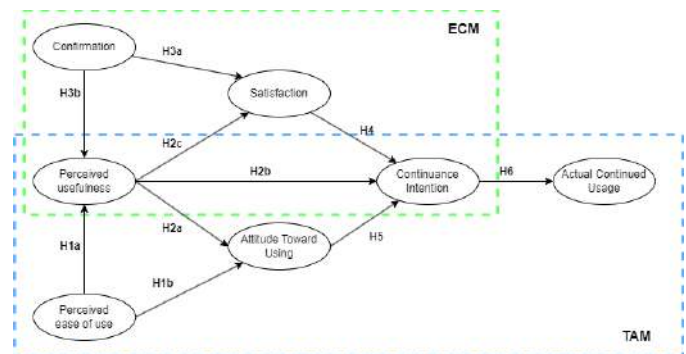 ECM
Confirmation
H3a
H3b
Satisfaction
H2c
H4
Perceived
usefulness
H2b
Continuance
Intention
H6
Actual Continued
Usage
H1a
H2a
Attitude Toward
Using
H5
H1b
Perceived
ease of use
TAM